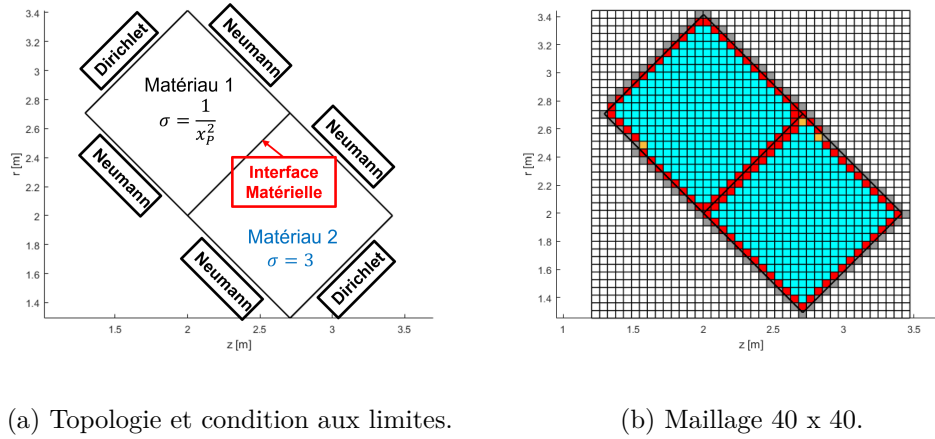 Dirichlet
Neumann
Matériau 1
σ = 1/x_P^2
Neumann
Neumann
Interface
Matérielle
Matériau 2
σ = 3
Neumann
Dirichlet
r [m]
3.4
3.2
3
2.8
2.6
2.4
2.2
2
1.8
1.6
1.4
1.5
2
2.5
3
3.5
z [m]
(a) Topologie et condition aux limites.
r [m]
3.4
3.2
3
2.8
2.6
2.4
2.2
2
1.8
1.6
1.4
1
1.5
2
2.5
3
3.5
z [m]
(b) Maillage 40 x 40.